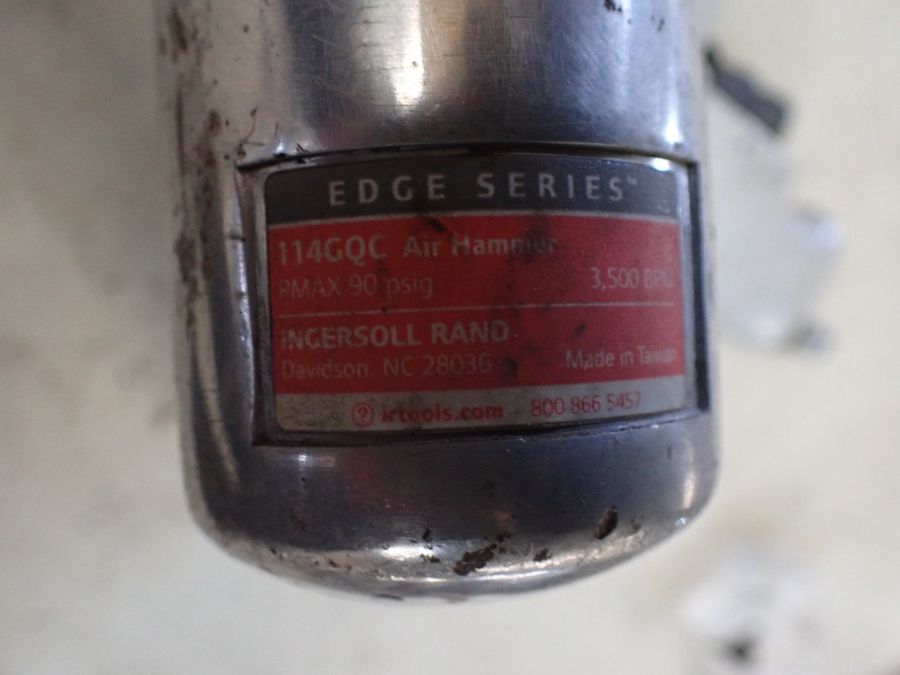 EDGE SERIES™
114GQC Air Hammer
PMAX 90 psig 3,500 BPM
INGERSOLL RAND
Davidson, NC 28036 Made in Taiwan
? irtools.com 800 866 5457